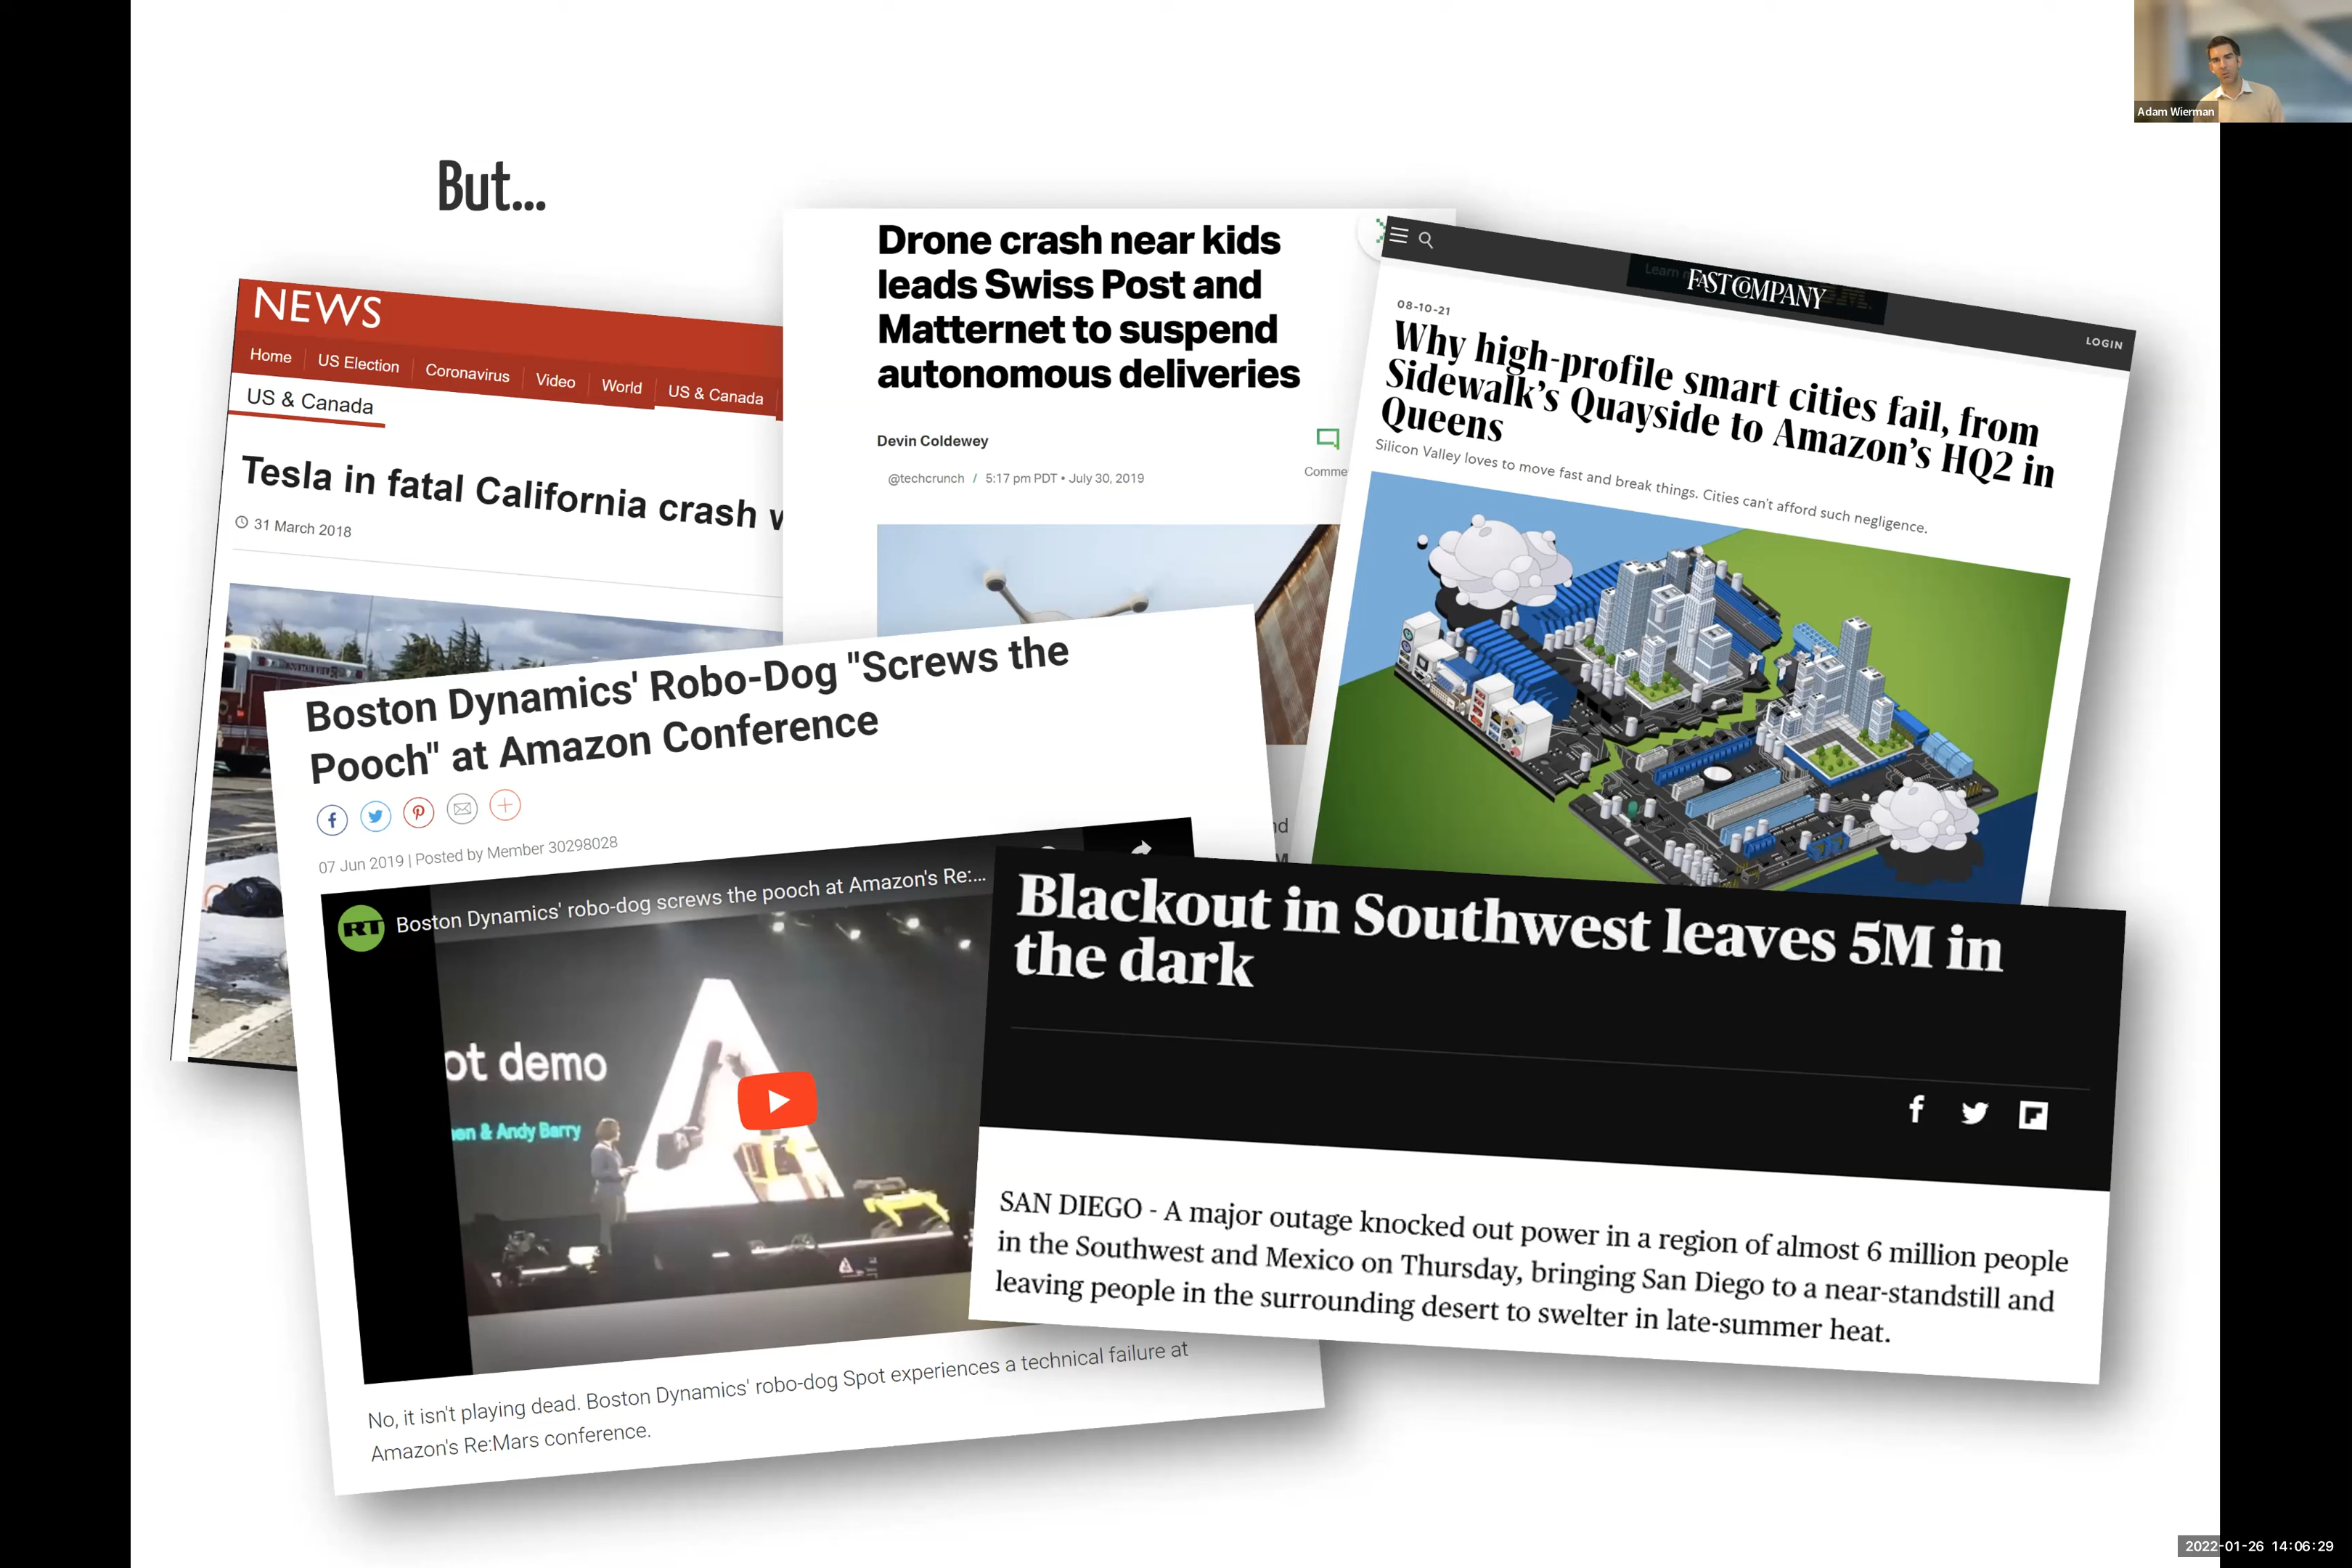 Adam Wierman
But...
NEWS
Home
US Election
Coronavirus
Video
World
US & Canada
US & Canada
Tesla in fatal California crash
31 March 2018
MOUNTAIN VIEW
Drone crash near kids
leads Swiss Post and
Matternet to suspend
autonomous deliveries
Devin Coldewey
@techcrunch / 5:17 pm PDT • July 30, 2019
Comme
Learn
FAST COMPANY
LOGIN
08-10-21
Why high-profile smart cities fail, from
Sidewalk's Quayside to Amazon's HQ2 in
Queens
Silicon Valley loves to move fast and break things. Cities can't afford such negligence.
Boston Dynamics' Robo-Dog "Screws the
Pooch" at Amazon Conference
07 Jun 2019 | Posted by Member 30298028
RT
Boston Dynamics' robo-dog screws the pooch at Amazon's Re:...
ot demo
& Andy Barry
No, it isn't playing dead. Boston Dynamics' robo-dog Spot experiences a technical failure at
Amazon's Re:Mars conference.
Blackout in Southwest leaves 5M in
the dark
SAN DIEGO - A major outage knocked out power in a region of almost 6 million people
in the Southwest and Mexico on Thursday, bringing San Diego to a near-standstill and
leaving people in the surrounding desert to swelter in late-summer heat.
2022-01-26 14:06:29